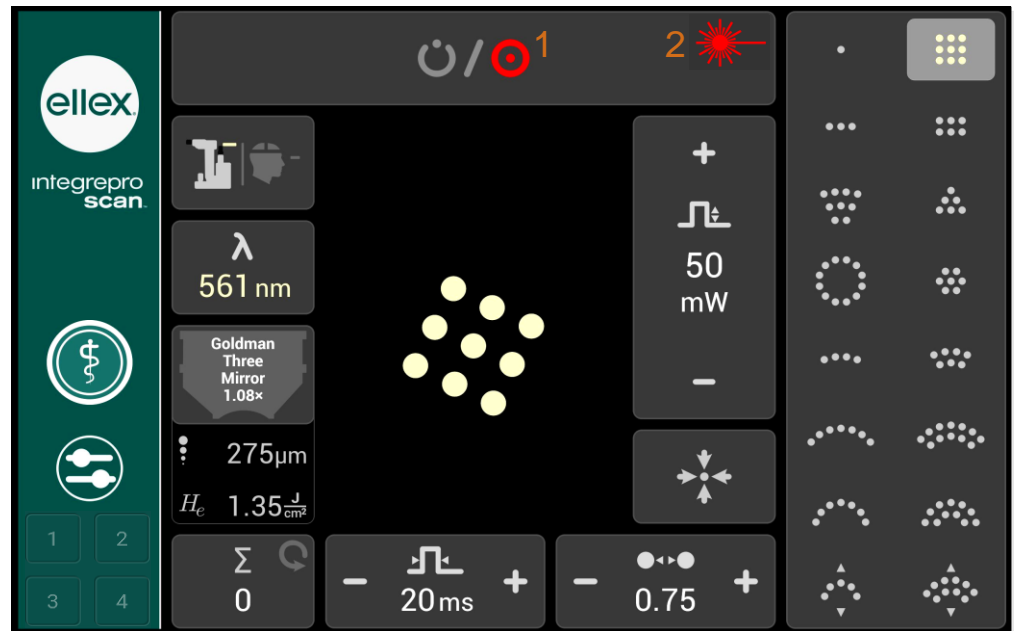 1
2
ellex
ıntegrepro
scan.
λ
561 nm
Goldman
Three
Mirror
1.08×
275µm
He 1.35 J/cm²
+
50
mW
−
1 2
3 4
Σ
0
− 20 ms +
− 0.75 +